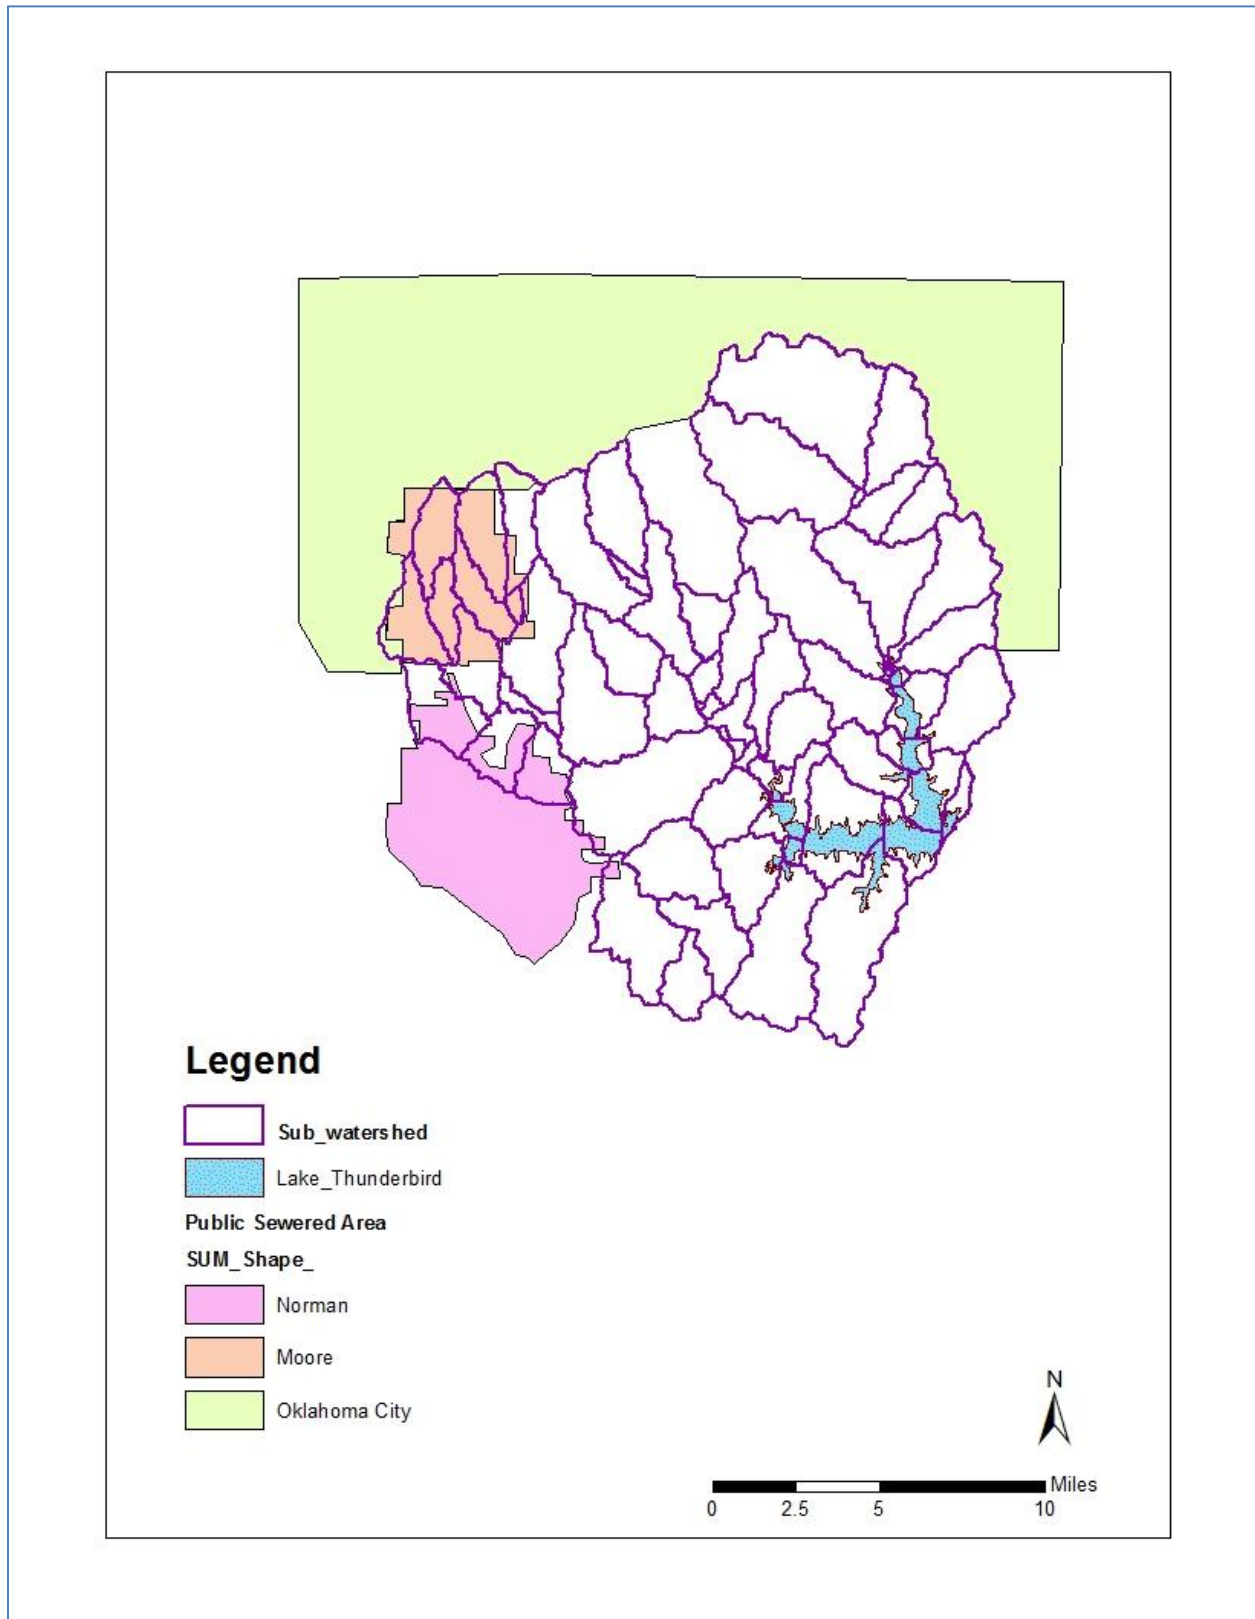 Legend
Sub_watershed
Lake_Thunderbird
Public Sewered Area
SUM_Shape_
Norman
Moore
Oklahoma City
N
Miles
0 2.5 5 10